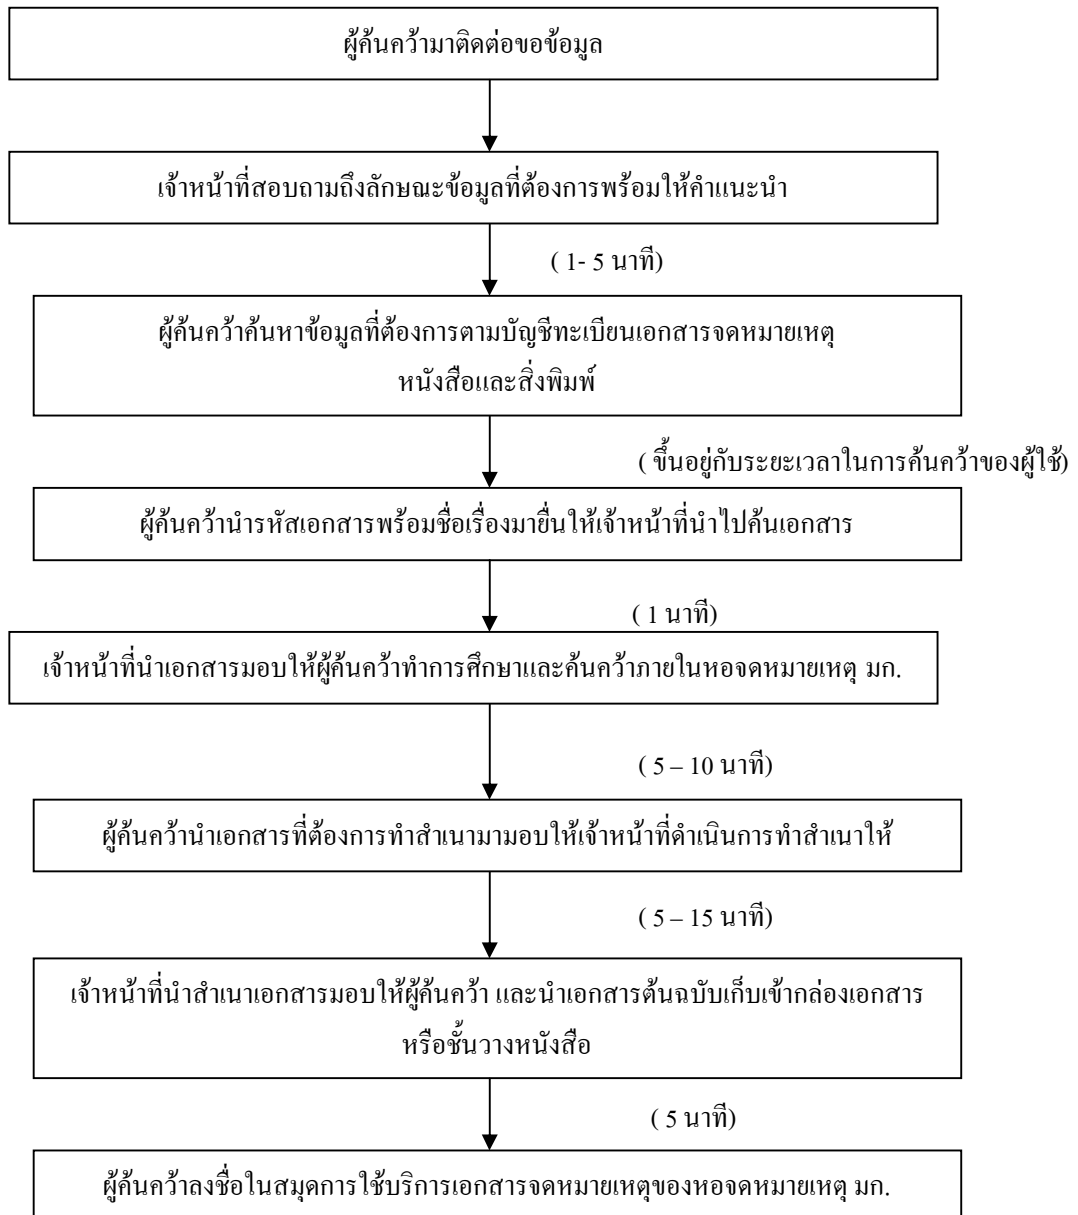 ผู้ค้นคว้ามาติดต่อขอข้อมูล
เจ้าหน้าที่สอบถามถึงลักษณะข้อมูลที่ต้องการพร้อมให้คำแนะนำ
( 1- 5 นาที)
ผู้ค้นคว้าค้นหาข้อมูลที่ต้องการตามบัญชีทะเบียนเอกสารจดหมายเหตุ
หนังสือและสิ่งพิมพ์
( ขึ้นอยู่กับระยะเวลาในการค้นคว้าของผู้ใช้)
ผู้ค้นคว้านำรหัสเอกสารพร้อมชื่อเรื่องมายื่นให้เจ้าหน้าที่นำไปค้นเอกสาร
( 1 นาที)
เจ้าหน้าที่นำเอกสารมอบให้ผู้ค้นคว้าทำการศึกษาและค้นคว้าภายในหอจดหมายเหตุ มก.
( 5 – 10 นาที)
ผู้ค้นคว้านำเอกสารที่ต้องการทำสำเนามามอบให้เจ้าหน้าที่ดำเนินการทำสำเนาให้
( 5 – 15 นาที)
เจ้าหน้าที่นำสำเนาเอกสารมอบให้ผู้ค้นคว้า และนำเอกสารต้นฉบับเก็บเข้ากล่องเอกสาร
หรือชั้นวางหนังสือ
( 5 นาที)
ผู้ค้นคว้าลงชื่อในสมุดการใช้บริการเอกสารจดหมายเหตุของหอจดหมายเหตุ มก.